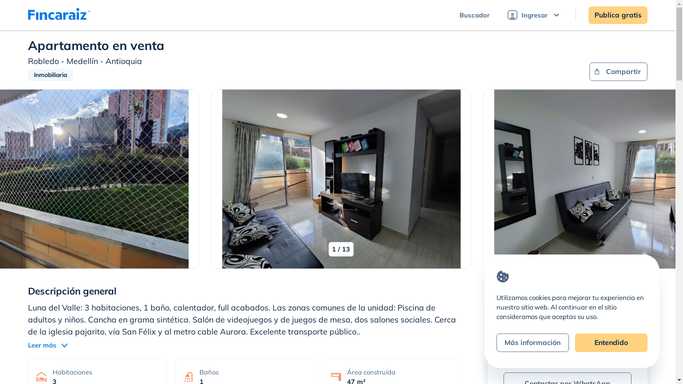 Fincaraiz
Buscador
Ingresar
Publica gratis
Apartamento en venta
Robledo - Medellín - Antioquia
Inmobiliaria
Compartir
1 / 13
Descripción general
Luna del Valle: 3 habitaciones, 1 baño, calentador, full acabados. Las zonas comunes de la unidad: Piscina de
adultos y niños. Cancha en grama sintética. Salón de videojuegos y de juegos de mesa, dos salones sociales. Cerca
de la iglesia pajarito, vía San Félix y al metro cable Aurora. Excelente transporte público..
Leer más
Habitaciones
3
Baños
1
Área construida
47 m²
Utilizamos cookies para mejorar tu experiencia en
nuestro sitio web. Al continuar en el sitio
consideramos que aceptas su uso.
Más información
Entendido
Contactar por WhatsApp